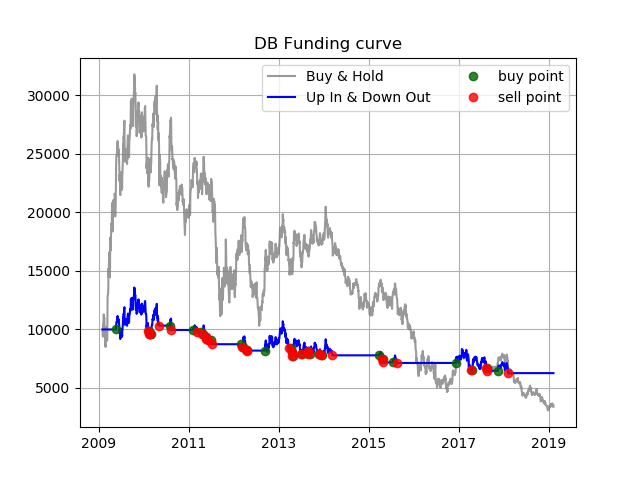 DB Funding curve
Buy & Hold
Up In & Down Out
buy point
sell point
30000
25000
20000
15000
10000
5000
2009 2011 2013 2015 2017 2019